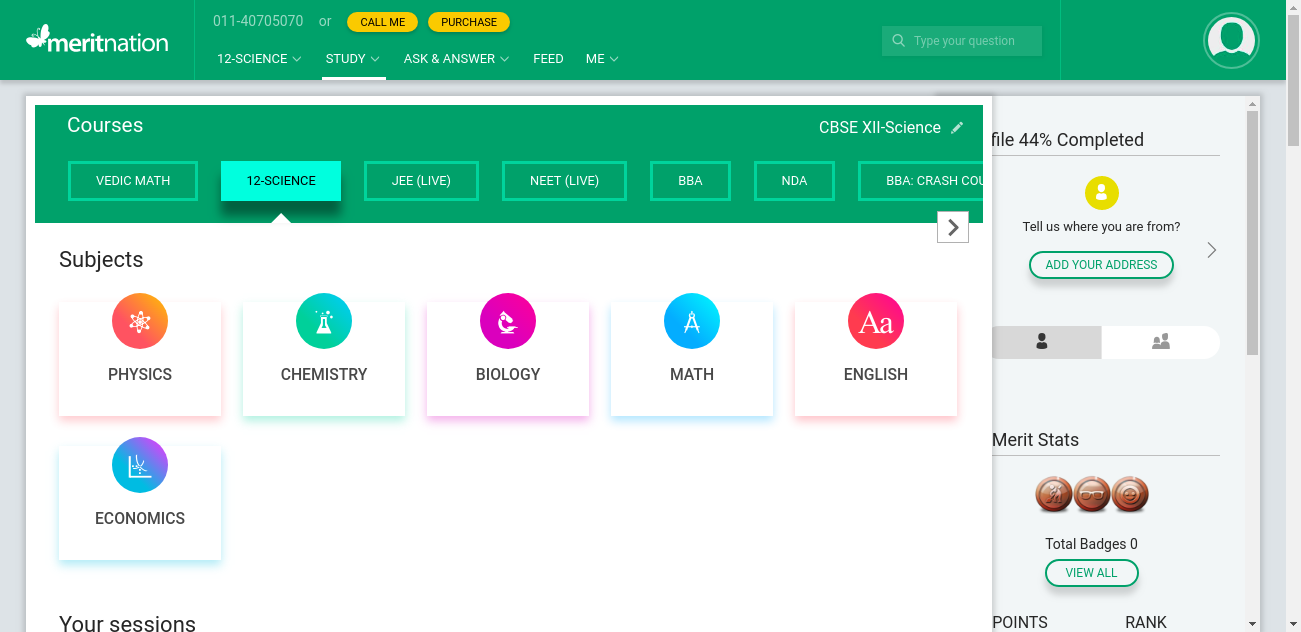 meritnation
011-40705070 or CALL ME PURCHASE
12-SCIENCE STUDY ASK & ANSWER FEED ME
Type your question
Courses
CBSE XII-Science
VEDIC MATH 12-SCIENCE JEE (LIVE) NEET (LIVE) BBA NDA BBA: CRASH COU
Subjects
PHYSICS CHEMISTRY BIOLOGY MATH Aa ENGLISH
ECONOMICS
Your sessions
file 44% Completed
Tell us where you are from?
ADD YOUR ADDRESS
Merit Stats
Total Badges 0
VIEW ALL
POINTS RANK